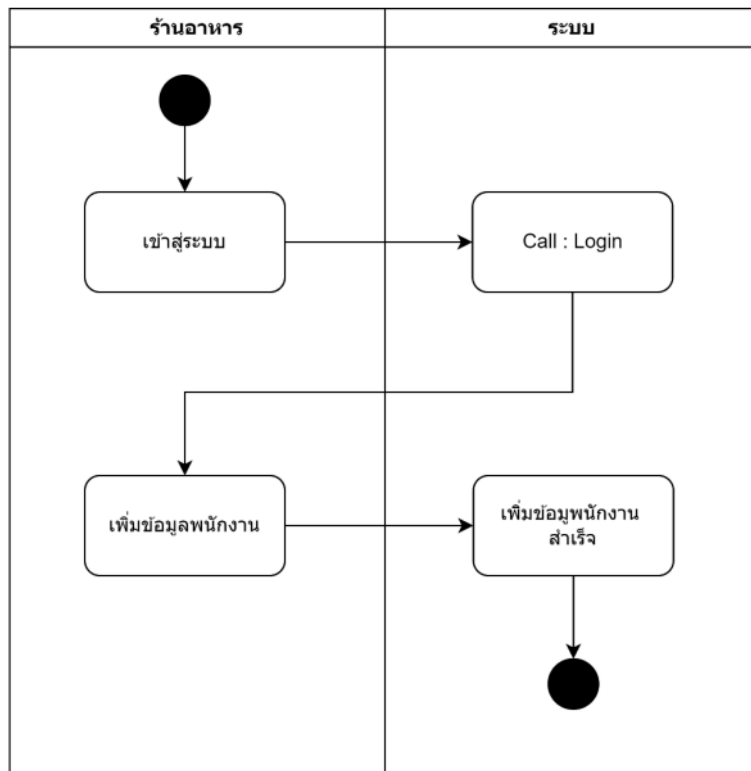 ร้านอาหาร
ระบบ
เข้าสู่ระบบ
Call : Login
เพิ่มข้อมูลพนักงาน
เพิ่มข้อมูพนักงาน
สำเร็จ